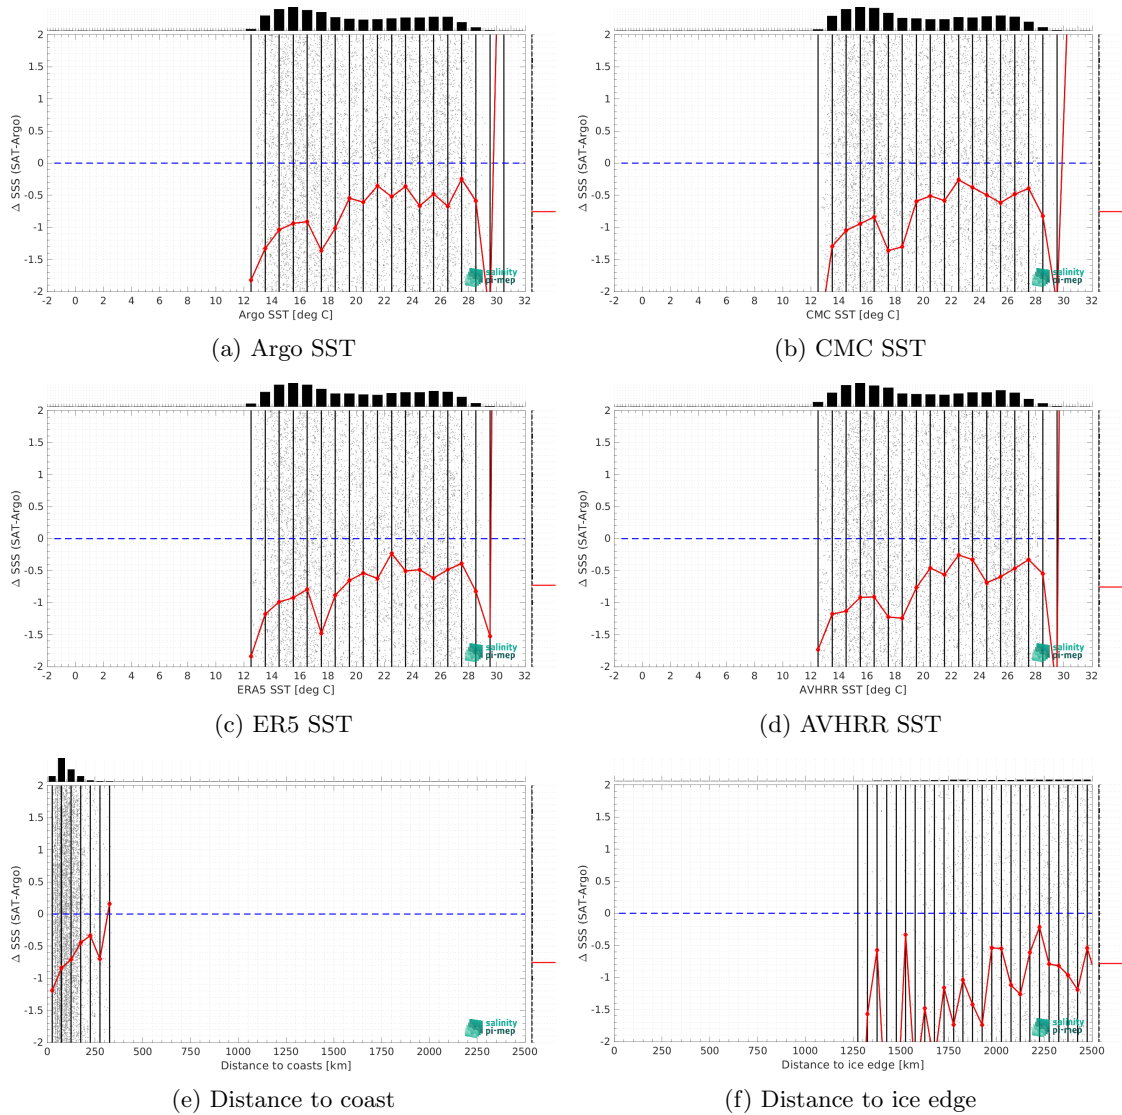 2
1.5
1
0.5
0
-0.5
-1
-1.5
-2
Δ SSS (SAT-Argo)
-2 0 2 4 6 8 10 12 14 16 18 20 22 24 26 28 30 32
Argo SST [deg C]
salinity
pi-mep
(a) Argo SST
2
1.5
1
0.5
0
-0.5
-1
-1.5
-2
Δ SSS (SAT-Argo)
-2 0 2 4 6 8 10 12 14 16 18 20 22 24 26 28 30 32
CMC SST [deg C]
salinity
pi-mep
(b) CMC SST
2
1.5
1
0.5
0
-0.5
-1
-1.5
-2
Δ SSS (SAT-Argo)
-2 0 2 4 6 8 10 12 14 16 18 20 22 24 26 28 30 32
ERA5 SST [deg C]
salinity
pi-mep
(c) ER5 SST
2
1.5
1
0.5
0
-0.5
-1
-1.5
-2
Δ SSS (SAT-Argo)
-2 0 2 4 6 8 10 12 14 16 18 20 22 24 26 28 30 32
AVHRR SST [deg C]
salinity
pi-mep
(d) AVHRR SST
2
1.5
1
0.5
0
-0.5
-1
-1.5
-2
Δ SSS (SAT-Argo)
0 250 500 750 1000 1250 1500 1750 2000 2250 2500
Distance to coasts [km]
salinity
pi-mep
(e) Distance to coast
2
1.5
1
0.5
0
-0.5
-1
-1.5
-2
Δ SSS (SAT-Argo)
0 250 500 750 1000 1250 1500 1750 2000 2250 2500
Distance to ice edge [km]
salinity
pi-mep
(f) Distance to ice edge